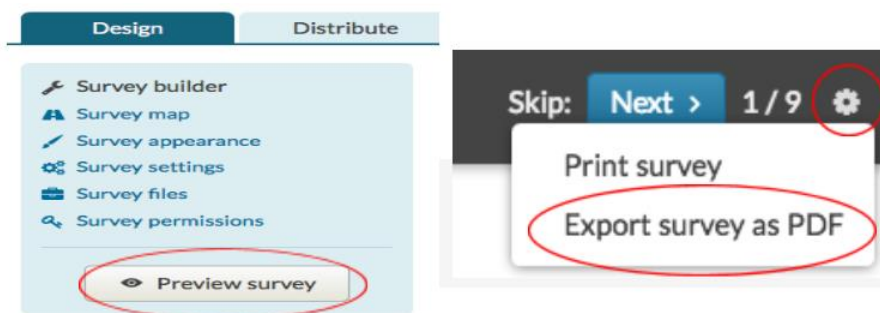 Design Distribute
Survey builder
Survey map
Survey appearance
Survey settings
Survey files
Survey permissions
Preview survey
Skip: Next > 1 / 9
Print survey
Export survey as PDF